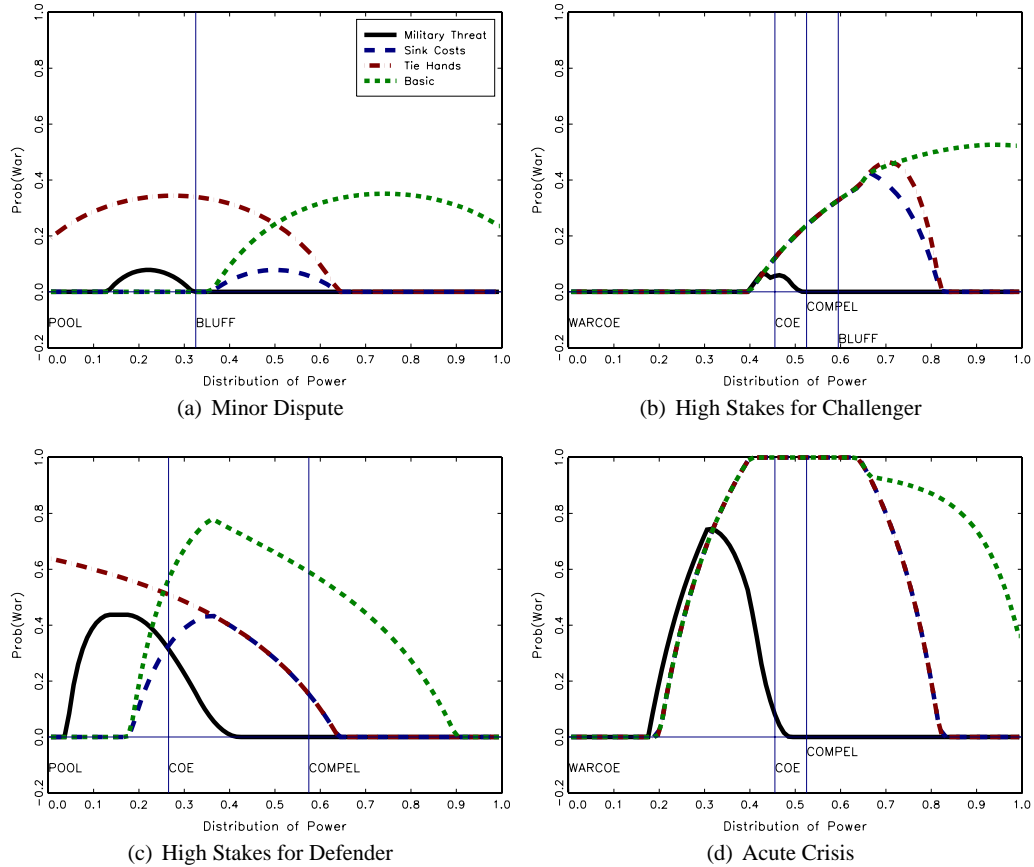 1.0
0.8
0.6
0.4
0.2
0.0
−0.2
Prob(War)
Military Threat
Sink Costs
Tie Hands
Basic
POOL
BLUFF
0.0 0.1 0.2 0.3 0.4 0.5 0.6 0.7 0.8 0.9 1.0
Distribution of Power
(a) Minor Dispute
1.0
0.8
0.6
0.4
0.2
0.0
−0.2
Prob(War)
WARCOE
COE
COMPEL
BLUFF
0.0 0.1 0.2 0.3 0.4 0.5 0.6 0.7 0.8 0.9 1.0
Distribution of Power
(b) High Stakes for Challenger
1.0
0.8
0.6
0.4
0.2
0.0
−0.2
Prob(War)
POOL
COE
COMPEL
0.0 0.1 0.2 0.3 0.4 0.5 0.6 0.7 0.8 0.9 1.0
Distribution of Power
(c) High Stakes for Defender
1.0
0.8
0.6
0.4
0.2
0.0
−0.2
Prob(War)
WARCOE
COE
COMPEL
0.0 0.1 0.2 0.3 0.4 0.5 0.6 0.7 0.8 0.9 1.0
Distribution of Power
(d) Acute Crisis